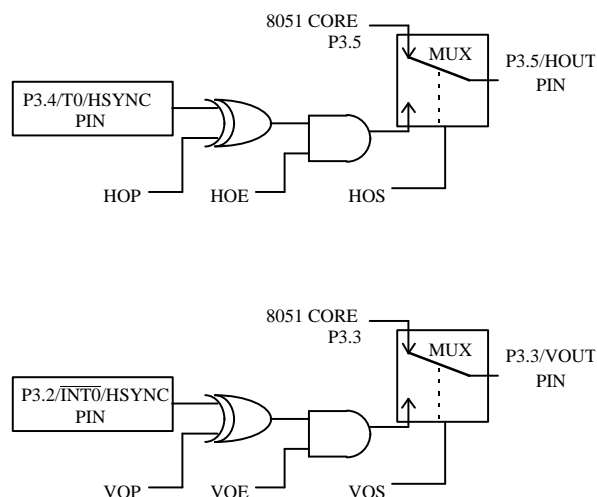 8051 CORE
P3.5
MUX
P3.5/HOUT
PIN
P3.4/T0/HSYNC
PIN
HOP
HOE
HOS
8051 CORE
P3.3
MUX
P3.3/VOUT
PIN
P3.2/INT0/HSYNC
PIN
VOP
VOE
VOS